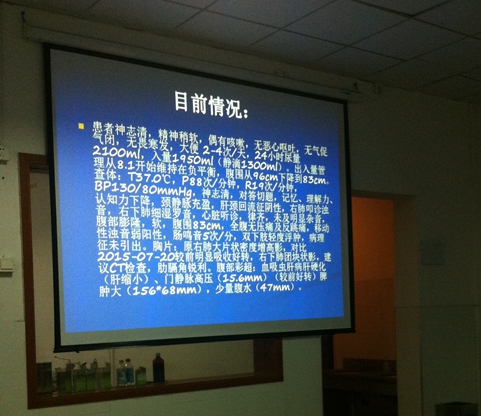 目前情况：
患者神志清，精神稍软，偶有咳嗽，无恶心呕吐，无气促
气闭，无畏寒发，大便 2-4次/天，24小时尿量
2100ml，入量1950ml（静滴1300ml）。出入量管
理从8.1开始维持在负平衡，腹围从96cm下降到83cm。
查体：T37.0℃，P88次/分钟，R19次/分钟，
BP130/80mmHg，神志清，对答切题，记忆、理解力、
认知力下降，颈静脉充盈，肝颈回流征阴性，右肺叩诊浊
音，右下肺细湿罗音，心脏听诊，律齐，未及明显杂音，
腹部膨隆，软，腹围83cm，全腹无压痛及反跳痛，移动
性浊音弱阳性，肠鸣音5次/分，双下肢轻度浮肿，病理
征未引出。胸片：原右肺大片状密度增高影，对比
2015-07-20较前明显吸收好转，右下肺团块状影，建
议CT检查，肋膈角锐利。腹部彩超：血吸虫肝病肝硬化
（肝缩小）、门静脉高压（15.6mm）（较前好转）脾
肿大（156*68mm），少量腹水（47mm）。